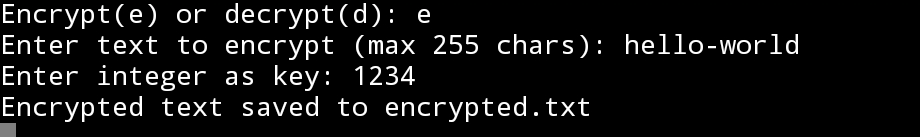 Encrypt(e) or decrypt(d): e
Enter text to encrypt (max 255 chars): hello-world
Enter integer as key: 1234
Encrypted text saved to encrypted.txt